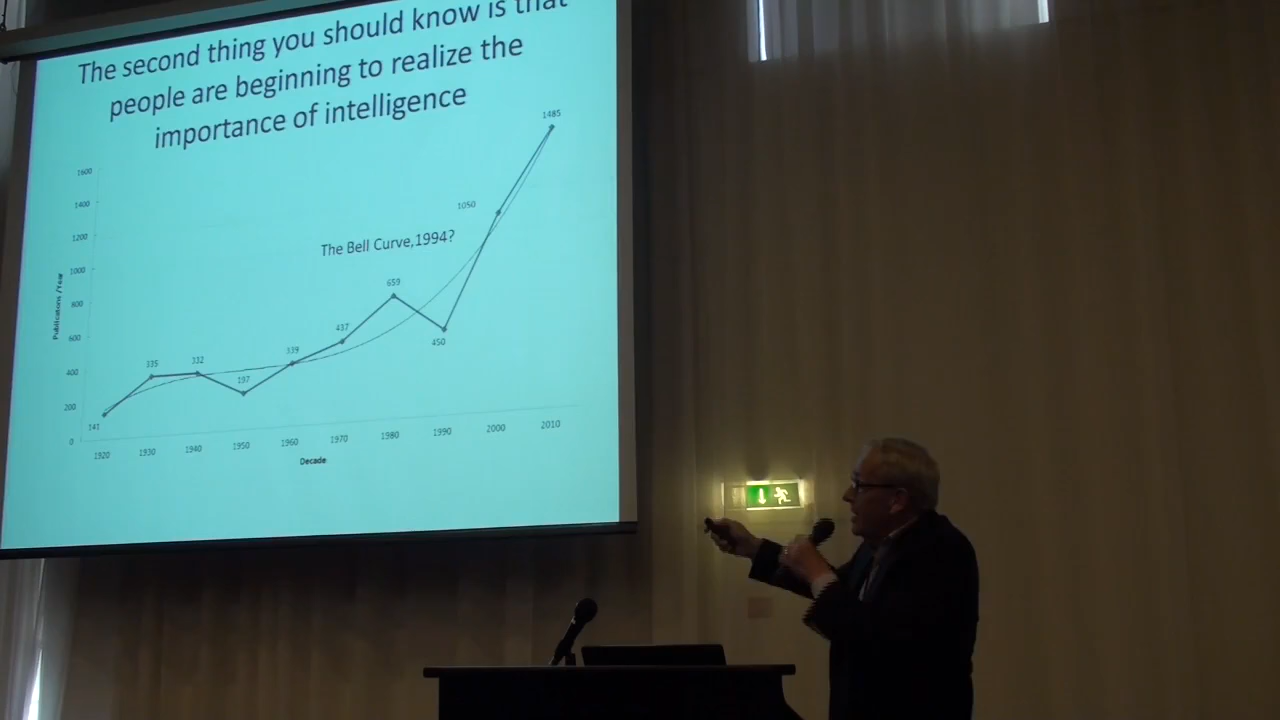 The second thing you should know is that
people are beginning to realize the
importance of intelligence
1485
1600
1400
1050
1200
The Bell Curve,1994?
1000
659
800
Publications /Year
600
437
450
335
332
339
400
197
200
141
0
1920 1930 1940 1950 1960 1970 1980 1990 2000 2010
Decade